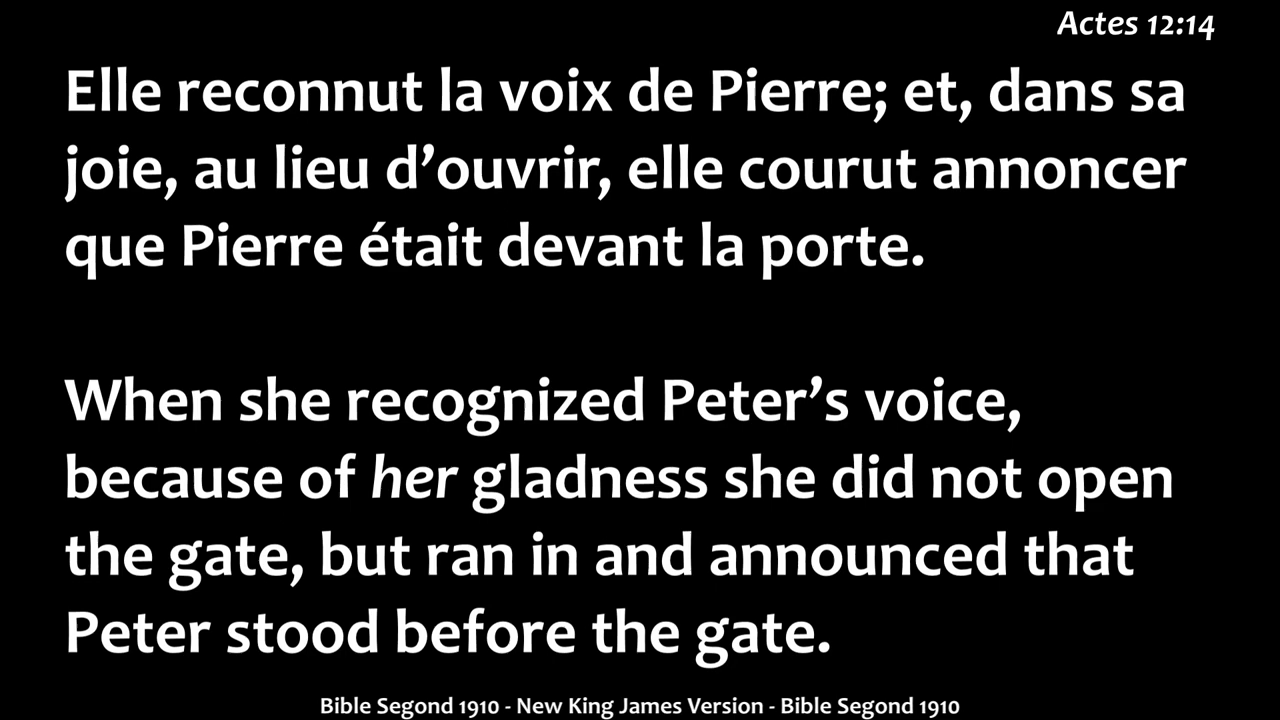 Actes 12:14
Elle reconnut la voix de Pierre; et, dans sa
joie, au lieu d’ouvrir, elle courut annoncer
que Pierre était devant la porte.
When she recognized Peter’s voice,
because of her gladness she did not open
the gate, but ran in and announced that
Peter stood before the gate.
Bible Segond 1910 - New King James Version - Bible Segond 1910